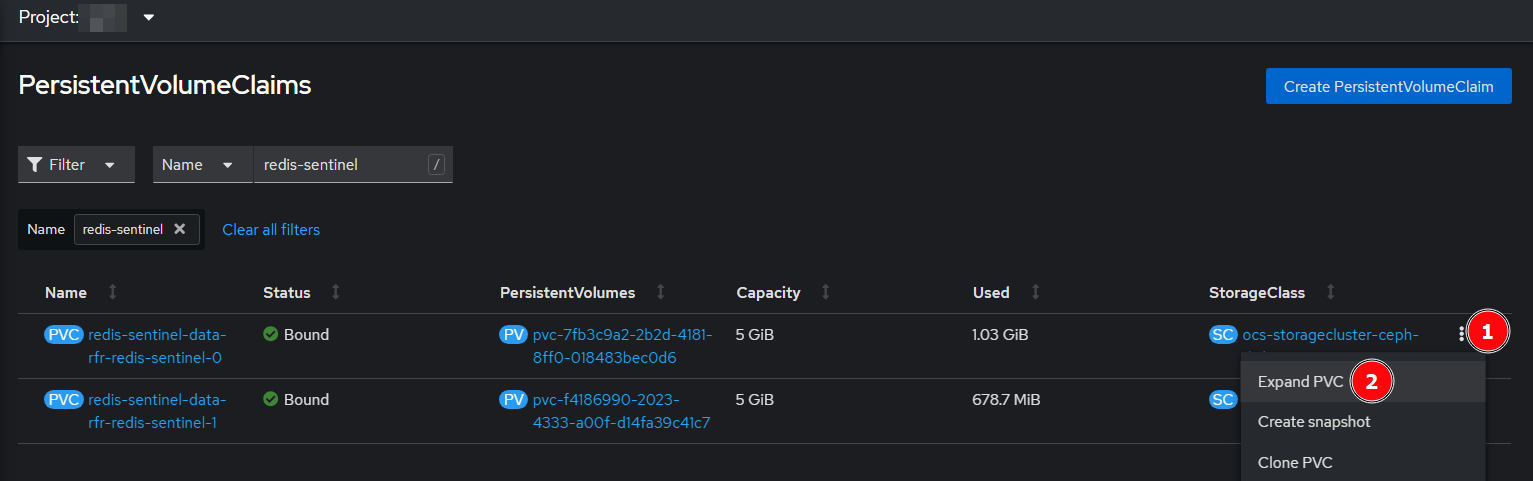 Project:
PersistentVolumeClaims
Create PersistentVolumeClaim
Filter
Name
redis-sentinel
/
Name
redis-sentinel
Clear all filters
Name
Status
PersistentVolumes
Capacity
Used
StorageClass
PVC redis-sentinel-data-
rfr-redis-sentinel-0
Bound
PV pvc-7fb3c9a2-2b2d-4181-
8ff0-018483bec0d6
5 GiB
1.03 GiB
SC ocs-storagecluster-ceph-
1
PVC redis-sentinel-data-
rfr-redis-sentinel-1
Bound
PV pvc-f4186990-2023-
4333-a00f-d14fa39c41c7
5 GiB
678.7 MiB
SC
Expand PVC
2
Create snapshot
Clone PVC